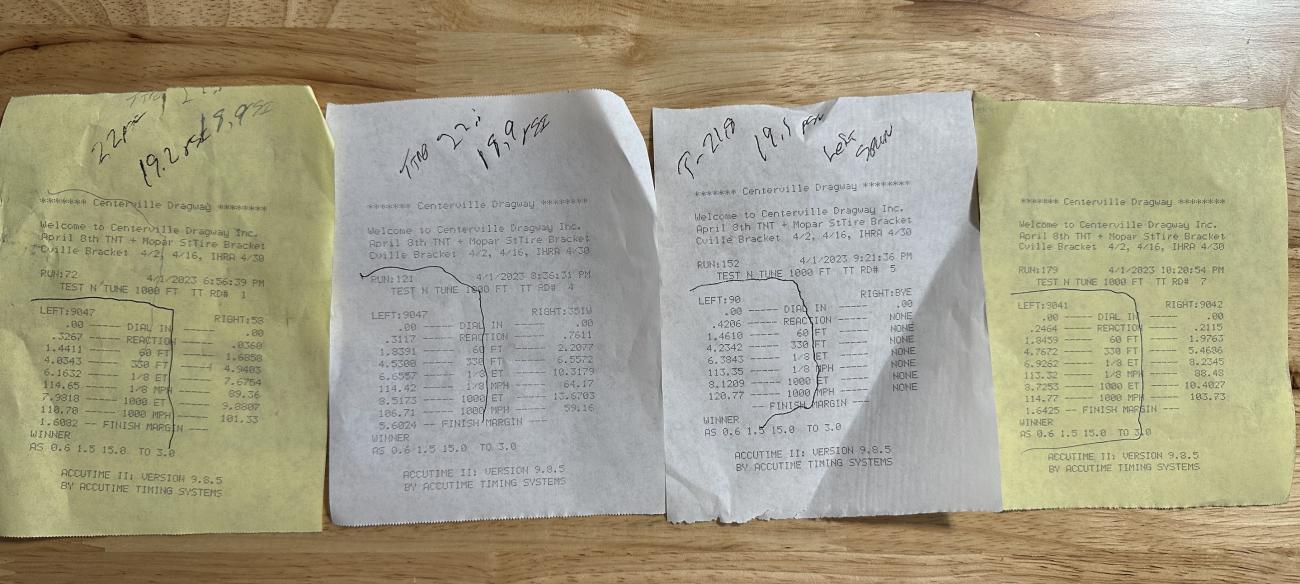 22psi
19.2 psi 18.9 PSI
******* Centerville Dragway ********
Welcome to Centerville Dragway Inc.
April 8th TNT + Mopar StTire Bracket
Cville Bracket 4/2, 4/16, IHRA 4/30
RUN:72 4/1/2023 6:56:39 PM
TEST N TUNE 1000 FT TT RD# 1
LEFT:9047 RIGHT:58
.00 ----- DIAL IN ----- .00
.3267 ----- REACTION ----- .0360
1.4411 ----- 60 FT ----- 1.6858
4.0343 ----- 330 FT ----- 4.9403
6.1632 ----- 1/8 ET ----- 7.6754
114.65 ----- 1/8 MPH ----- 89.36
7.9818 ----- 1000 ET ----- 9.8807
110.70 ----- 1000 MPH ----- 101.33
1.6082 -- FINISH MARGIN --
WINNER
AS 0.6 1.5 15.0 TO 3.0
ACCUTIME II: VERSION 9.8.5
BY ACCUTIME TIMING SYSTEMS
22
18.9 PSI
******* Centerville Dragway ********
Welcome to Centerville Dragway Inc.
April 8th TNT + Mopar StTire Bracket
Cville Bracket 4/2, 4/16, IHRA 4/30
RUN:121 4/1/2023 8:36:31 PM
TEST N TUNE 1000 FT TT RD# 4
LEFT:9047 RIGHT:351W
.00 ----- DIAL IN ----- .00
.3117 ----- REACTION ----- .7611
1.8391 ----- 60 FT ----- 2.2077
4.5300 ----- 330 FT ----- 6.5572
6.6557 ----- 1/8 ET ----- 10.3179
114.42 ----- 1/8 MPH ----- 64.17
8.5173 ----- 1000 ET ----- 13.6703
106.71 ----- 1000 MPH ----- 59.16
5.6024 -- FINISH MARGIN --
WINNER
AS 0.6 1.5 15.0 TO 3.0
ACCUTIME II: VERSION 9.8.5
BY ACCUTIME TIMING SYSTEMS
19.1
******* Centerville Dragway ********
Welcome to Centerville Dragway Inc.
April 8th TNT + Mopar StTire Bracket
Cville Bracket 4/2, 4/16, IHRA 4/30
RUN:152 4/1/2023 9:21:36 PM
TEST N TUNE 1000 FT TT RD# 5
LEFT:90 RIGHT:BYE
.00 ----- DIAL IN ----- .00
.4206 ----- REACTION ----- NONE
1.4610 ----- 60 FT ----- NONE
4.2342 ----- 330 FT ----- NONE
6.3843 ----- 1/8 ET ----- NONE
113.35 ----- 1/8 MPH ----- NONE
8.1209 ----- 1000 ET ----- NONE
120.77 ----- 1000 MPH ----- NONE
-- FINISH MARGIN --
WINNER
AS 0.6 1.5 15.0 TO 3.0
ACCUTIME II: VERSION 9.8.5
BY ACCUTIME TIMING SYSTEMS
******* Centerville Dragway ********
Welcome to Centerville Dragway Inc.
April 8th TNT + Mopar StTire Bracket
Cville Bracket 4/2, 4/16, IHRA 4/30
RUN:179 4/1/2023 10:20:54 PM
TEST N TUNE 1000 FT TT RD# 7
LEFT:9041 RIGHT:9042
.00 ----- DIAL IN ----- .00
.2464 ----- REACTION ----- .2115
1.8459 ----- 60 FT ----- 1.9763
4.7672 ----- 330 FT ----- 5.4686
6.9262 ----- 1/8 ET ----- 8.2345
113.32 ----- 1/8 MPH ----- 88.48
8.7253 ----- 1000 ET ----- 10.4027
114.77 ----- 1000 MPH ----- 103.73
1.6425 -- FINISH MARGIN --
WINNER
AS 0.6 1.5 15.0 TO 3.0
ACCUTIME II: VERSION 9.8.5
BY ACCUTIME TIMING SYSTEMS